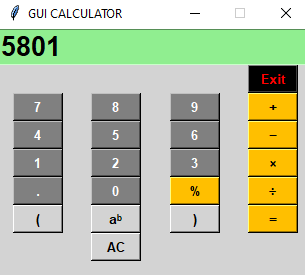 GUI CALCULATOR
5801
Exit
7 8 9 +
4 5 6 −
1 2 3 ×
. 0 % ÷
( aᵇ ) =
AC